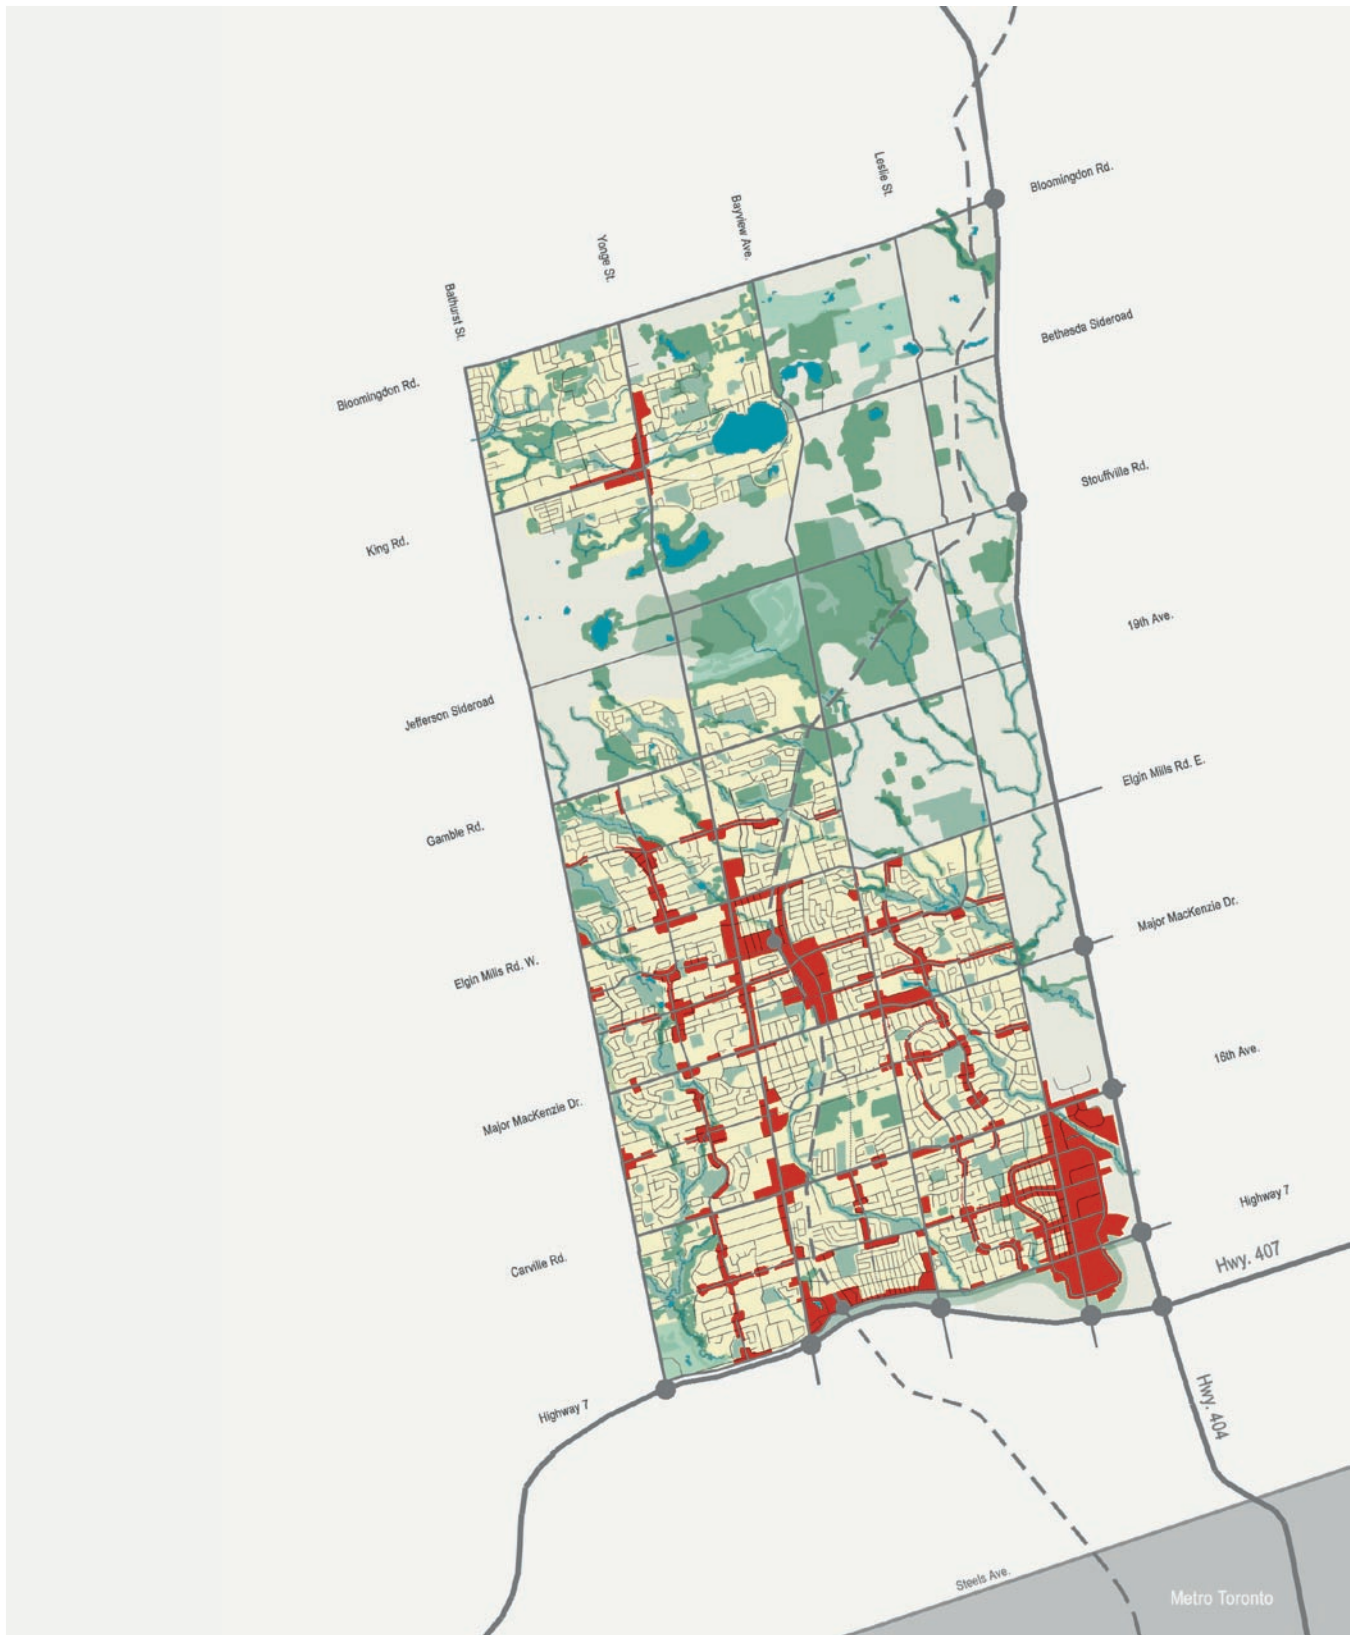 Bloomingdon Rd.
Leslie St.
Bayview Ave.
Yonge St.
Bathurst St.
Bethesda Sideroad
Bloomingdon Rd.
Stouffville Rd.
King Rd.
19th Ave.
Jefferson Sideroad
Elgin Mills Rd. E.
Gamble Rd.
Major MacKenzie Dr.
Elgin Mills Rd. W.
16th Ave.
Major MacKenzie Dr.
Highway 7
Hwy. 407
Carville Rd.
Highway 7
Hwy. 404
Steels Ave.
Metro Toronto